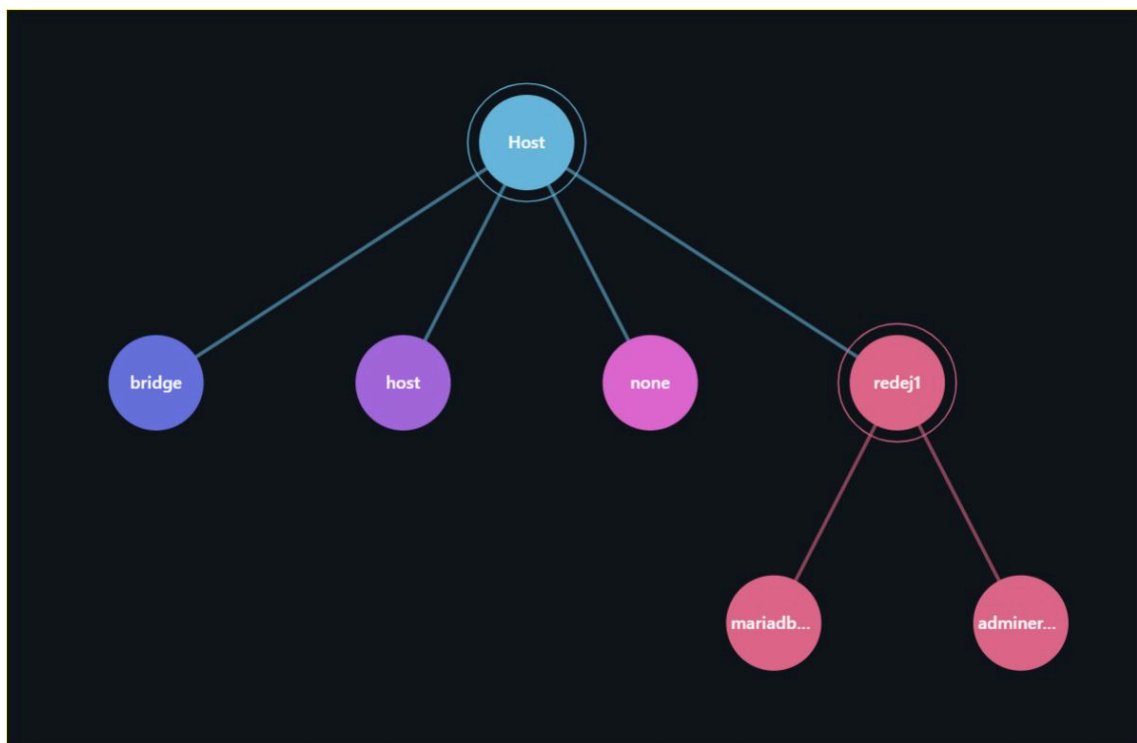 Host
bridge
host
none
redej1
mariadb...
adminer...